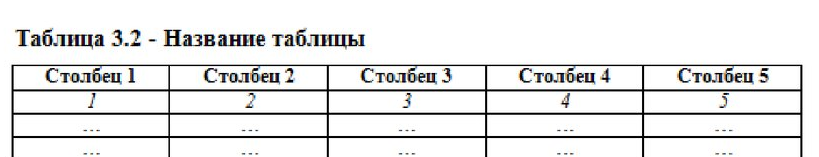 Таблица 3.2 - Название таблицы
Столбец 1 Столбец 2 Столбец 3 Столбец 4 Столбец 5
1 2 3 4 5
... ... ... ... ...
... ... ... ... ...